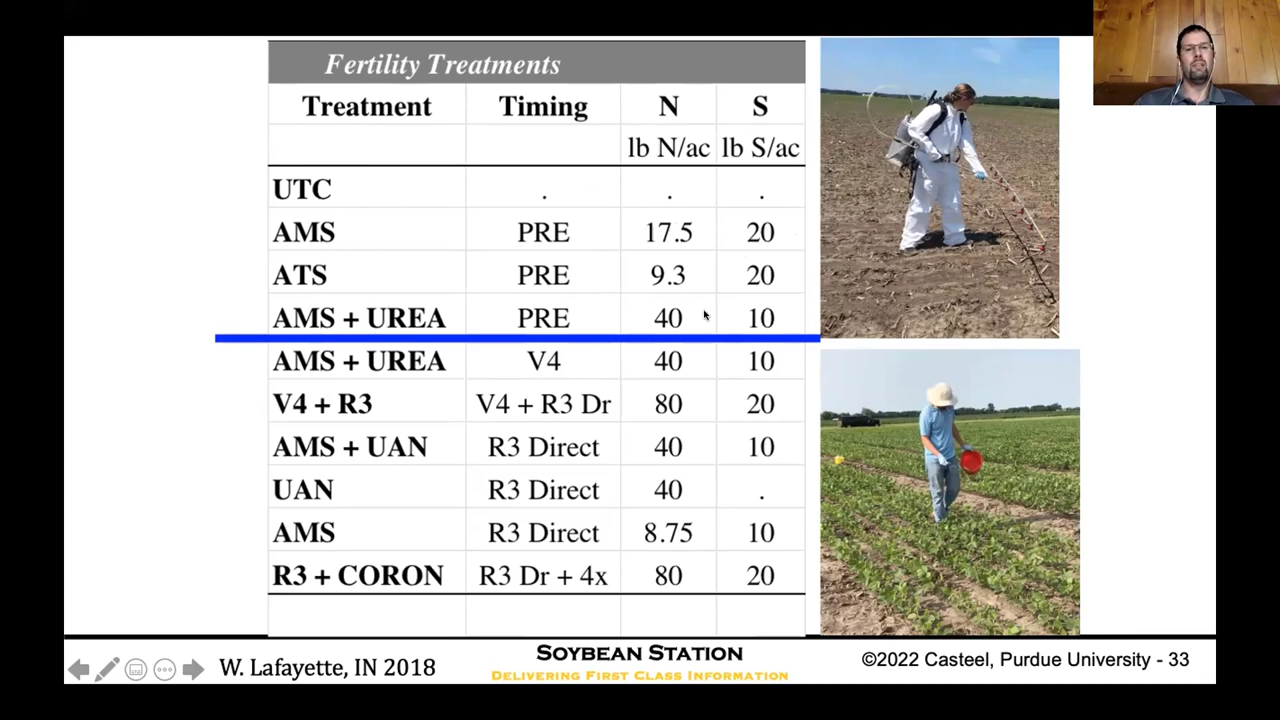 Fertility Treatments
Treatment Timing N S
lb N/ac lb S/ac
UTC . . .
AMS PRE 17.5 20
ATS PRE 9.3 20
AMS + UREA PRE 40 10
AMS + UREA V4 40 10
V4 + R3 V4 + R3 Dr 80 20
AMS + UAN R3 Direct 40 10
UAN R3 Direct 40 .
AMS R3 Direct 8.75 10
R3 + CORON R3 Dr + 4x 80 20
W. Lafayette, IN 2018
SOYBEAN STATION
DELIVERING FIRST CLASS INFORMATION
©2022 Casteel, Purdue University - 33